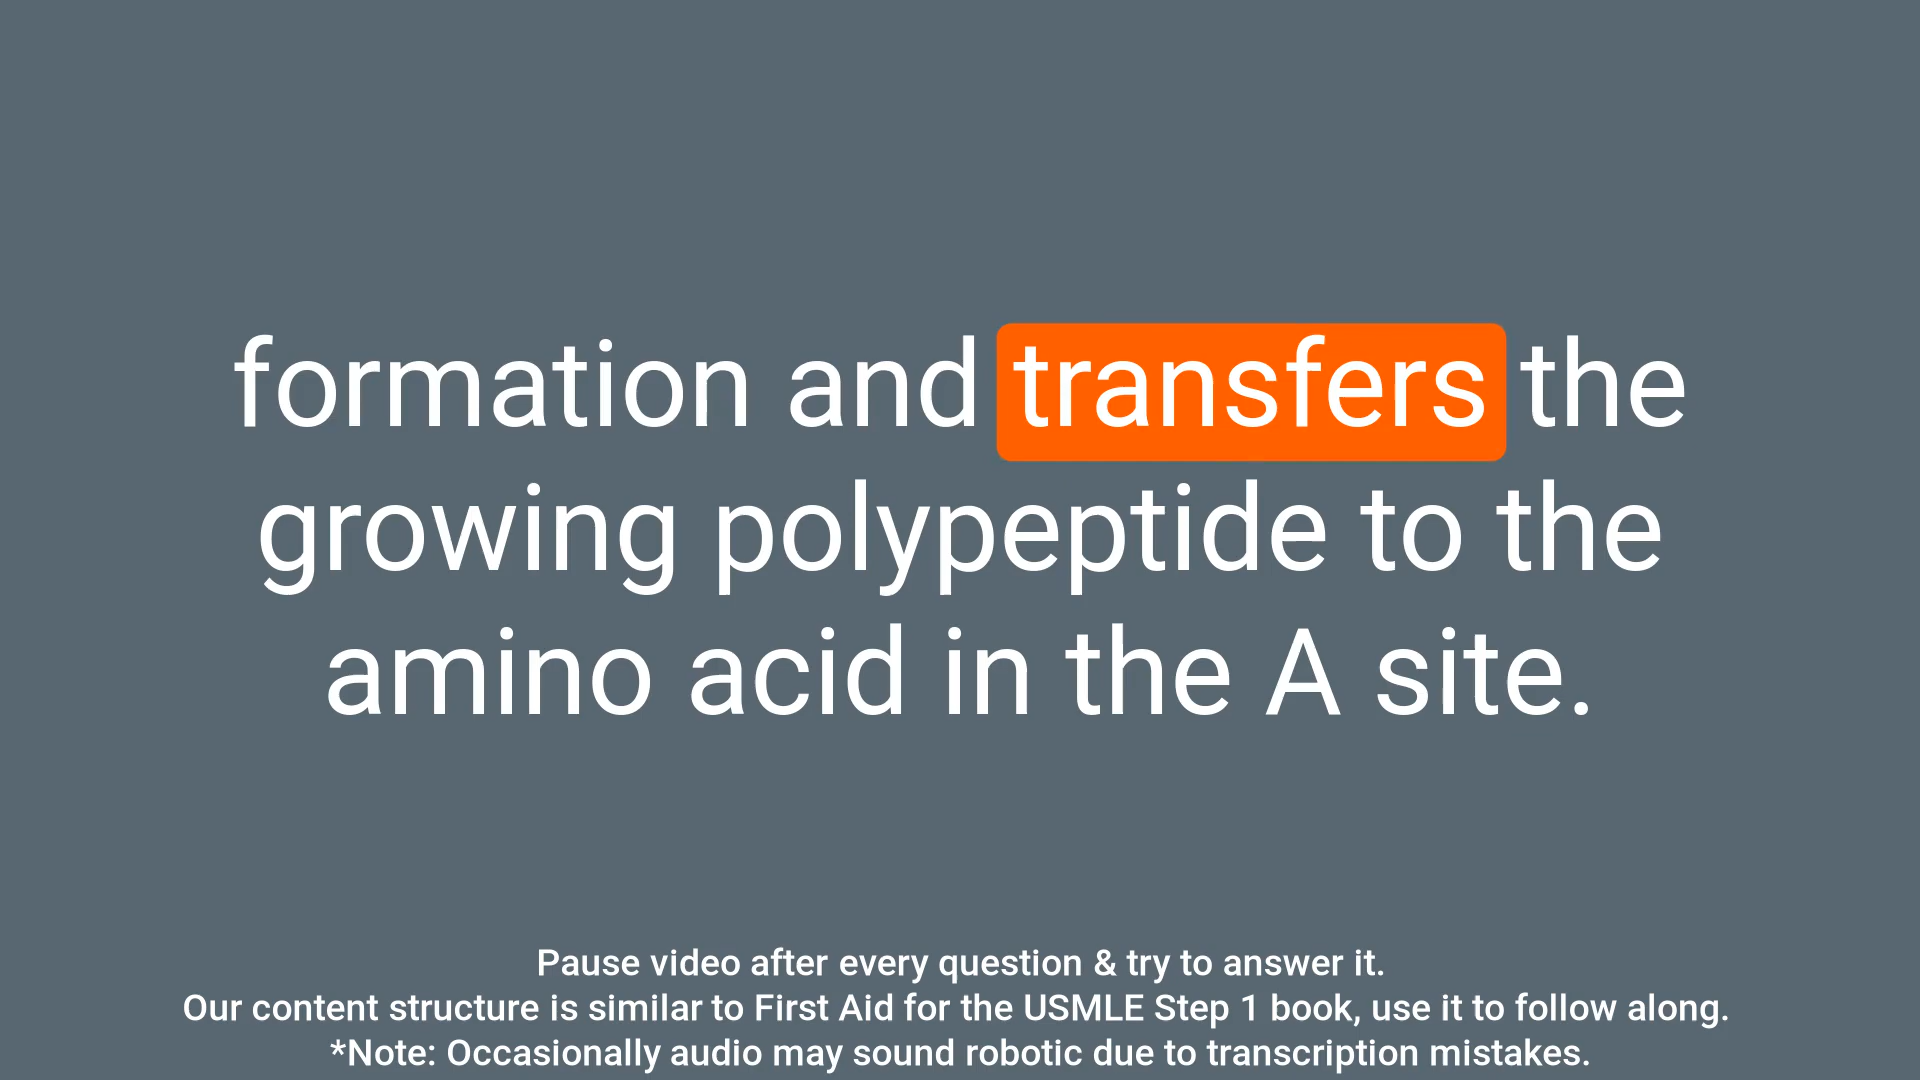 formation and transfers the
growing polypeptide to the
amino acid in the A site.
Pause video after every question & try to answer it.
Our content structure is similar to First Aid for the USMLE Step 1 book, use it to follow along.
*Note: Occasionally audio may sound robotic due to transcription mistakes.